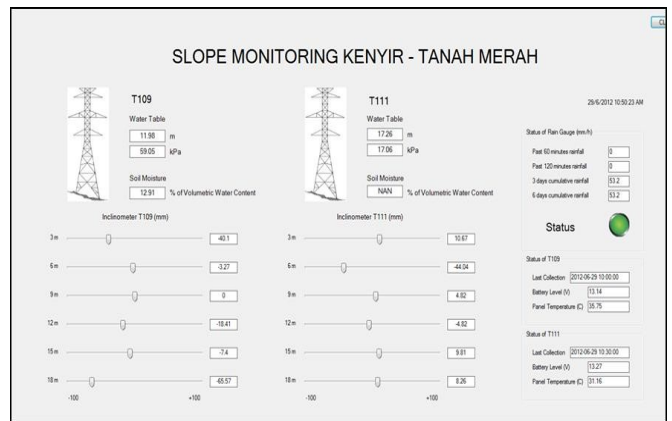 SLOPE MONITORING KENYIR - TANAH MERAH
29/6/2012 10:50:23 AM
T109
Water Table
11.98 m
59.05 kPa
Soil Moisture
12.91 % of Volumetric Water Content
Inclinometer T109 (mm)
3 m -40.1
6 m -3.27
9 m 0
12 m -18.41
15 m -7.4
18 m -65.57
-100 +100
T111
Water Table
17.26 m
17.06 kPa
Soil Moisture
NAN % of Volumetric Water Content
Inclinometer T111 (mm)
3 m 10.67
6 m -44.04
9 m 4.82
12 m -4.82
15 m 9.81
18 m 8.26
-100 +100
Status of Rain Gauge (mm/h)
Past 60 minutes rainfall 0
Past 120 minutes rainfall 0
3 days cumulative rainfall 53.2
6 days cumulative rainfall 53.2
Status
Status of T109
Last Collection 2012-06-29 10:00:00
Battery Level (V) 13.14
Panel Temperature (C) 35.75
Status of T111
Last Collection 2012-06-29 10:30:00
Battery Level (V) 13.27
Panel Temperature (C) 31.16